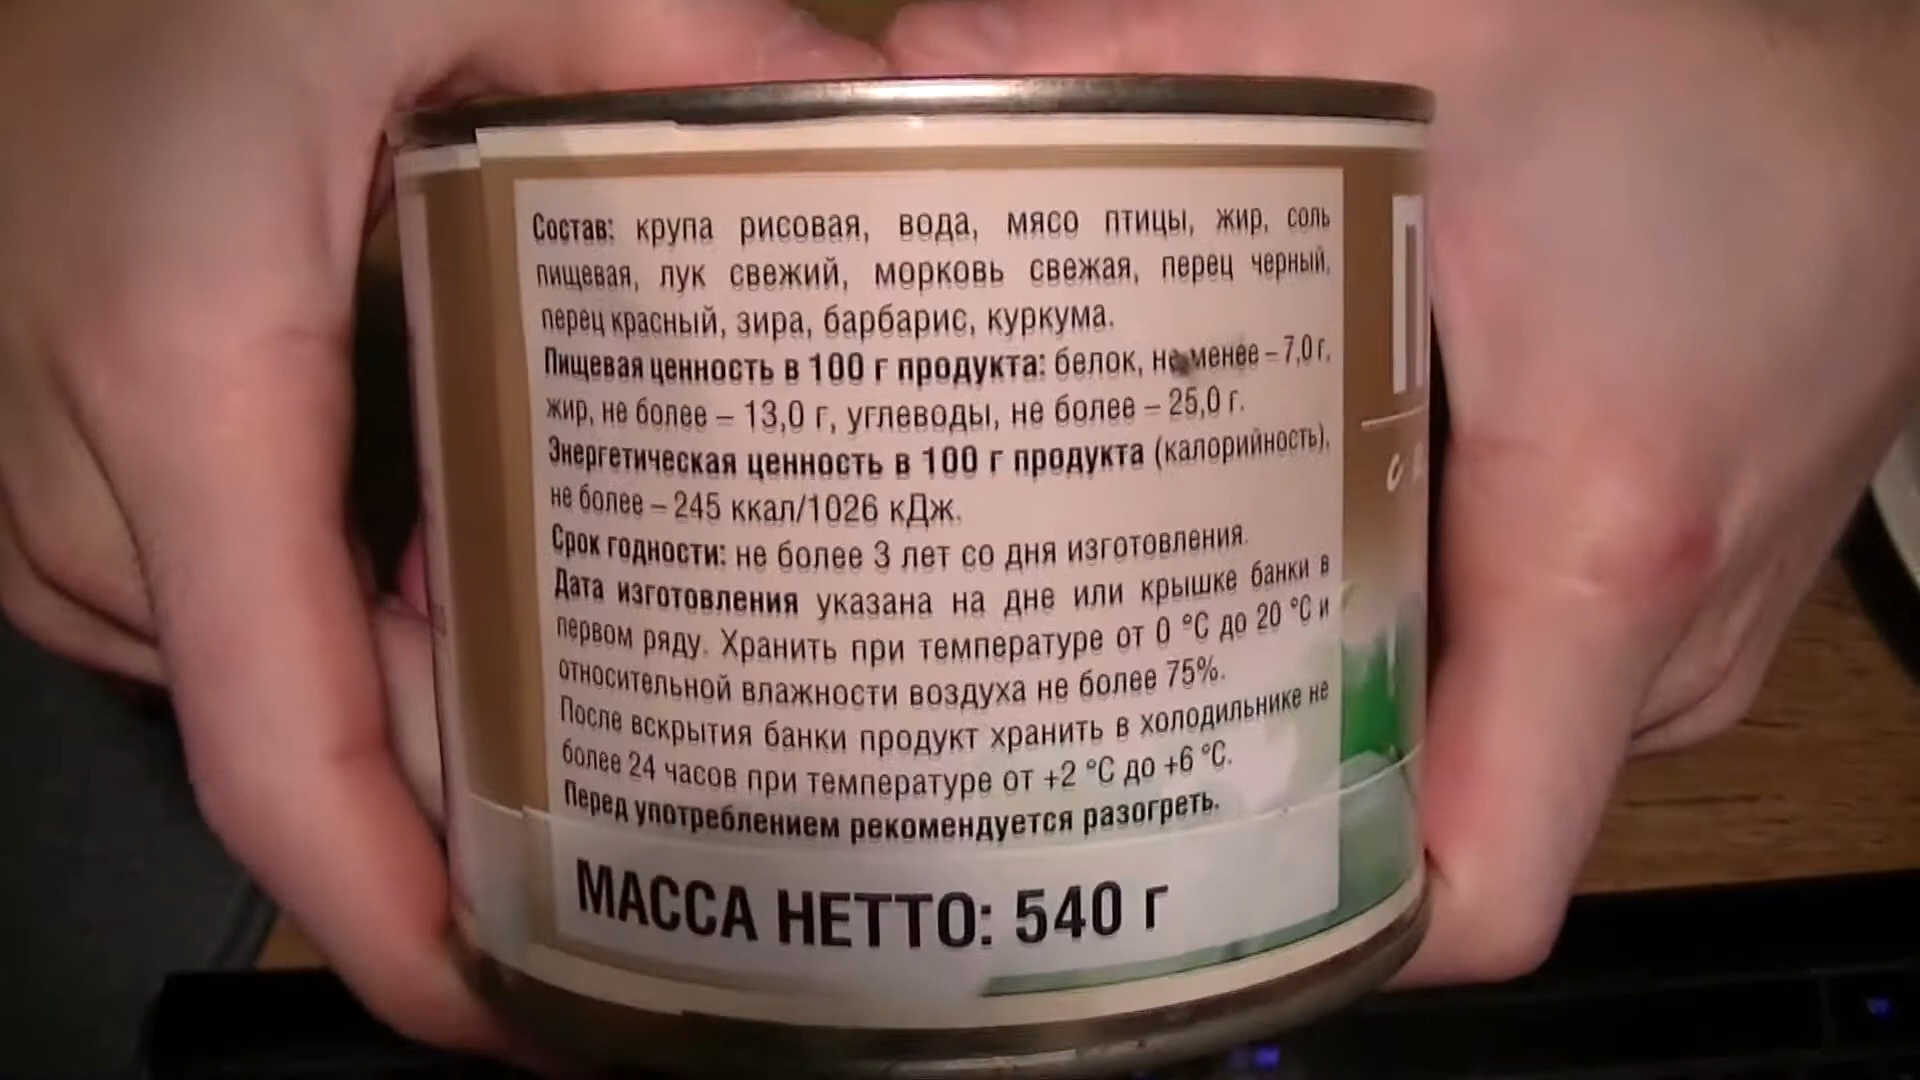 Состав: крупа рисовая, вода, мясо птицы, жир, соль
пищевая, лук свежий, морковь свежая, перец черный,
перец красный, зира, барбарис, куркума.
Пищевая ценность в 100 г продукта: белок, не менее – 7,0 г,
жир, не более – 13,0 г, углеводы, не более – 25,0 г.
Энергетическая ценность в 100 г продукта (калорийность),
не более – 245 ккал/1026 кДж.
Срок годности: не более 3 лет со дня изготовления.
Дата изготовления указана на дне или крышке банки в
первом ряду. Хранить при температуре от 0 °C до 20 °C и
относительной влажности воздуха не более 75%.
После вскрытия банки продукт хранить в холодильнике не
более 24 часов при температуре от +2 °C до +6 °C.
Перед употреблением рекомендуется разогреть.
МАССА НЕТТО: 540 г